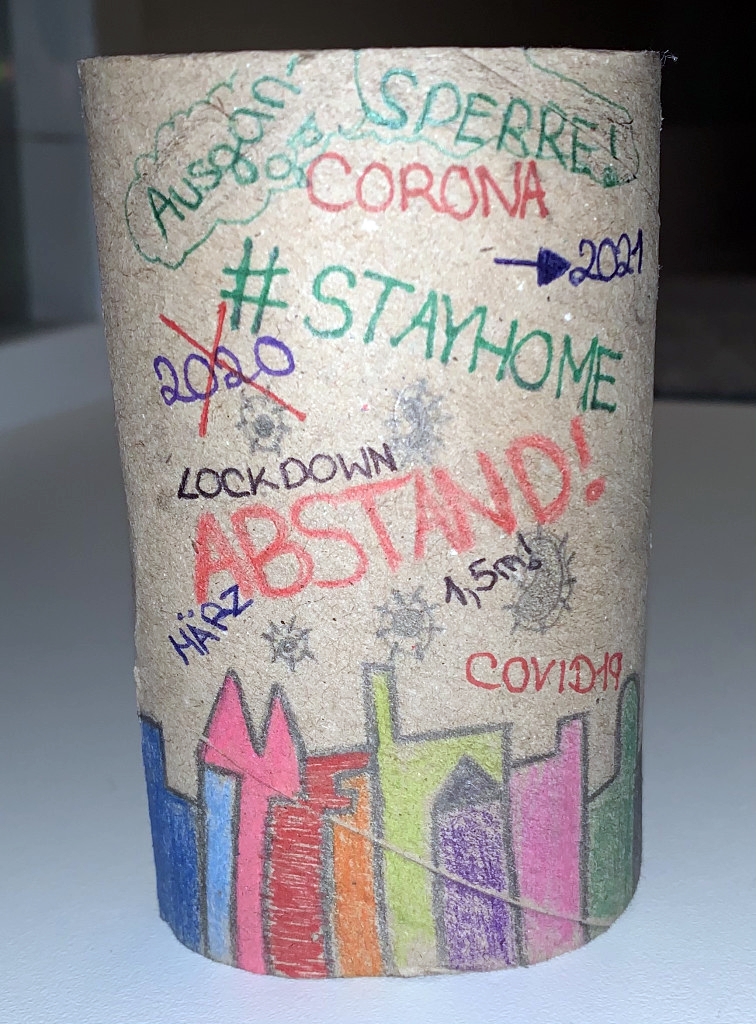 Ausgangs
SPERRE!
CORONA
→ 2021
#STAYHOME
2020
LOCKDOWN
ABSTAND!
1,5m!
MÄRZ
COVID19